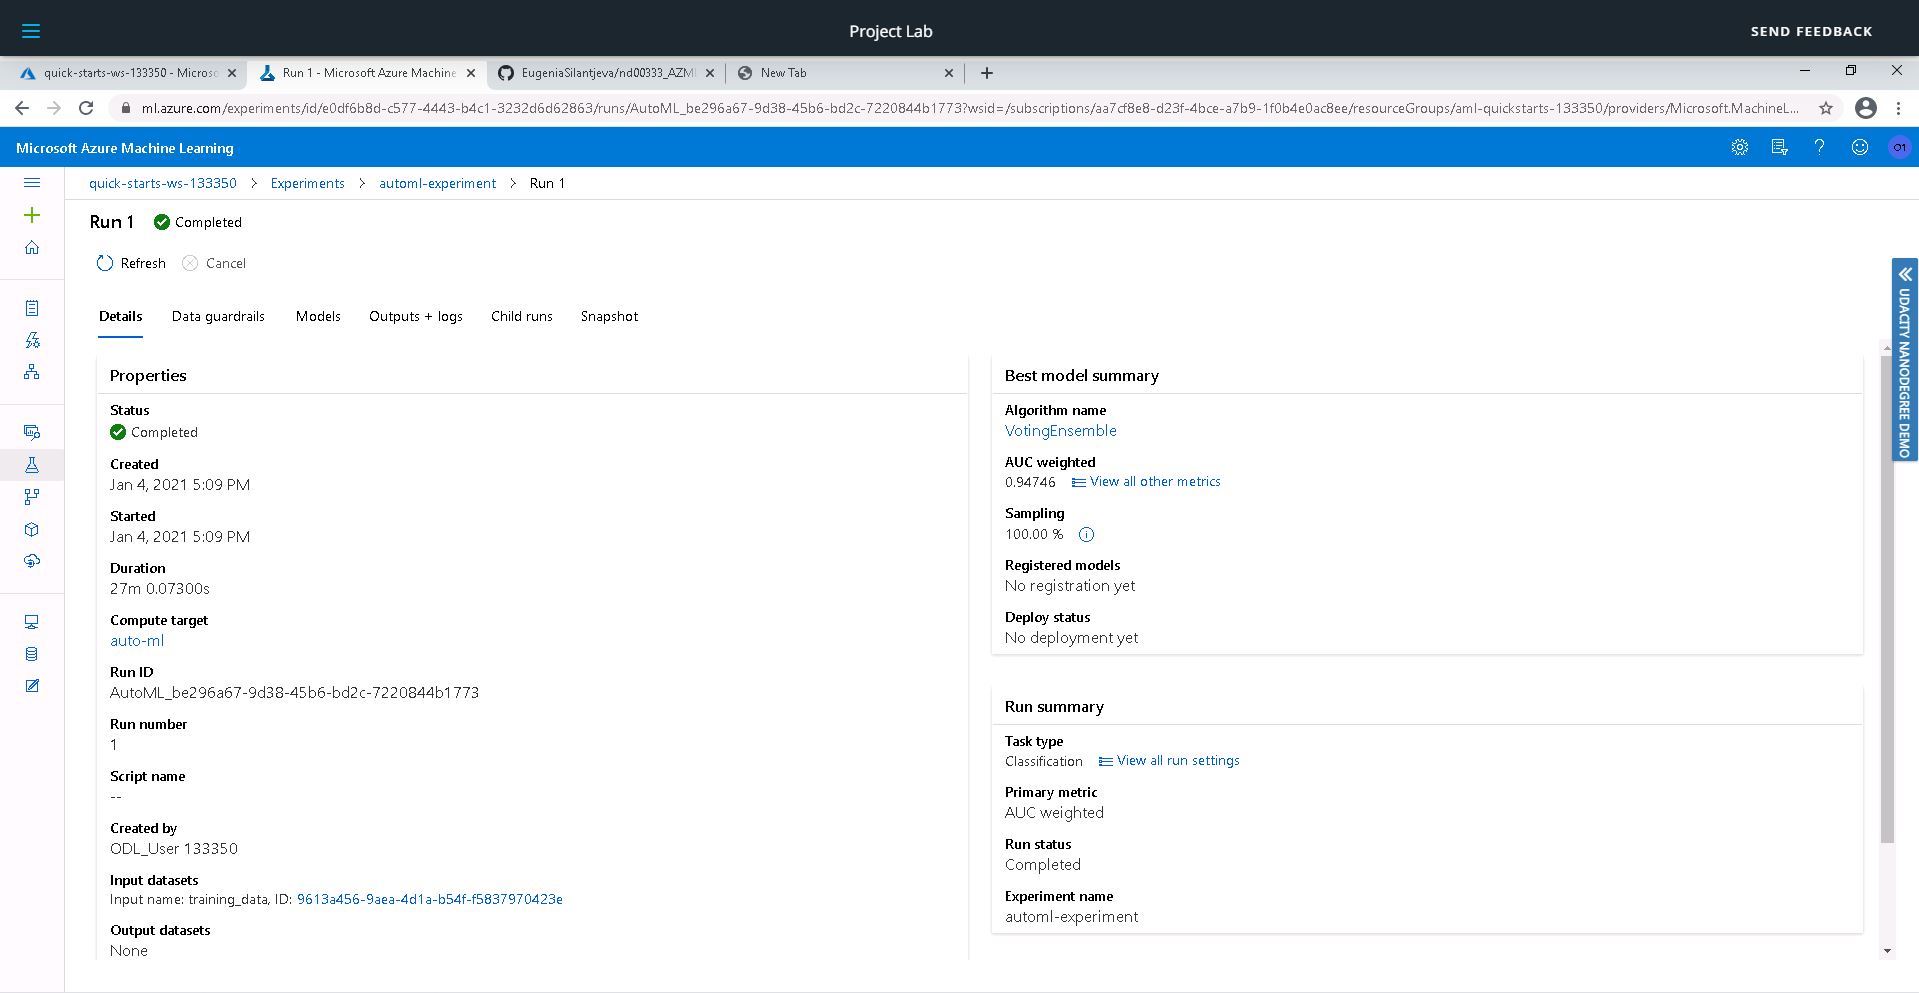 Project Lab
SEND FEEDBACK
quick-starts-ws-133350 - Microso
Run 1 - Microsoft Azure Machine
EugeniaSilantjeva/nd00333_AZML
New Tab
ml.azure.com/experiments/id/e0df6b8d-c577-4443-b4c1-3232d6d62863/runs/AutoML_be296a67-9d38-45b6-bd2c-7220844b1773?wsid=/subscriptions/aa7cf8e8-d23f-4bce-a7b9-1f0b4e0ac8ee/resourceGroups/aml-quickstarts-133350/providers/Microsoft.MachineL...
Microsoft Azure Machine Learning
O1
quick-starts-ws-133350 > Experiments > automl-experiment > Run 1
Run 1 Completed
Refresh Cancel
Details Data guardrails Models Outputs + logs Child runs Snapshot
Properties
Status
Completed
Created
Jan 4, 2021 5:09 PM
Started
Jan 4, 2021 5:09 PM
Duration
27m 0.07300s
Compute target
auto-ml
Run ID
AutoML_be296a67-9d38-45b6-bd2c-7220844b1773
Run number
1
Script name
--
Created by
ODL_User 133350
Input datasets
Input name: training_data, ID: 9613a456-9aea-4d1a-b54f-f5837970423e
Output datasets
None
Best model summary
Algorithm name
VotingEnsemble
AUC weighted
0.94746 View all other metrics
Sampling
100.00 %
Registered models
No registration yet
Deploy status
No deployment yet
Run summary
Task type
Classification View all run settings
Primary metric
AUC weighted
Run status
Completed
Experiment name
automl-experiment
UDACITY NANODEGREE DEMO